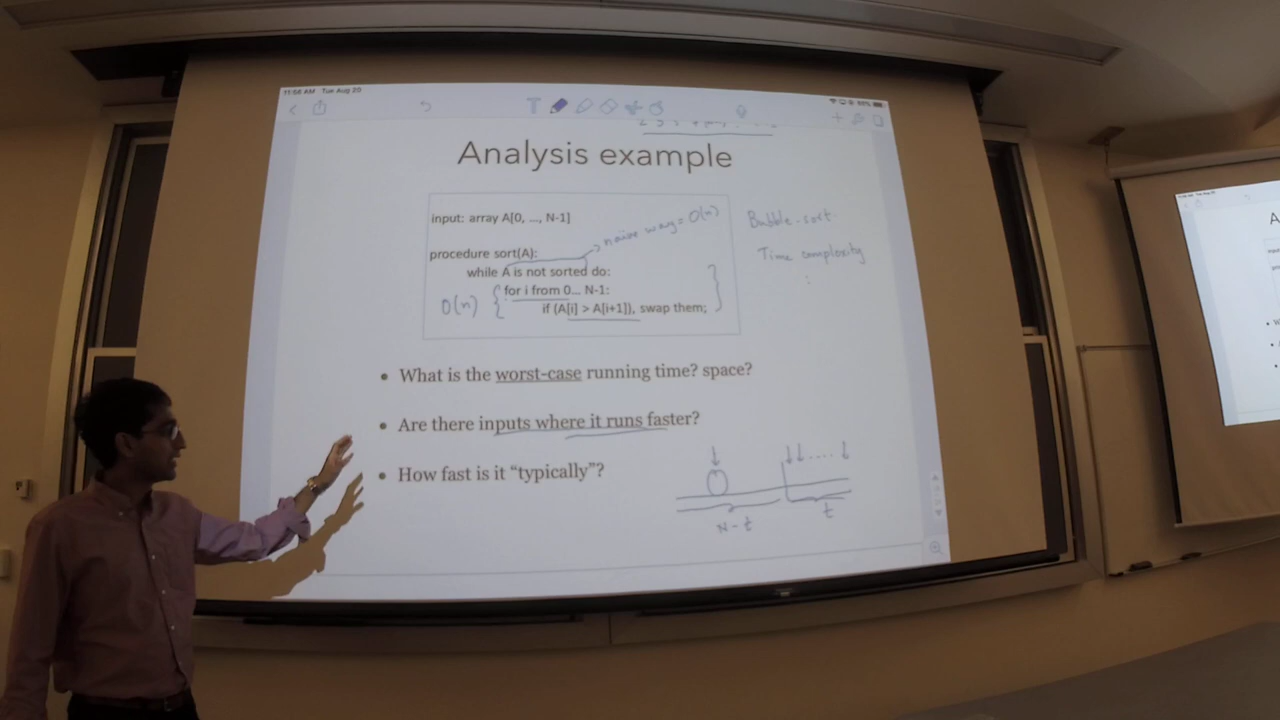 11:58 AM Tue Aug 20
Analysis example
input: array A[0, ..., N-1]
naive way = O(n)
procedure sort(A):
while A is not sorted do:
O(n) { for i from 0... N-1:
if (A[i] > A[i+1]), swap them; }
Bubble-sort.
Time complexity
:
• What is the worst-case running time? space?
• Are there inputs where it runs faster?
• How fast is it “typically”?
....
N-t
t